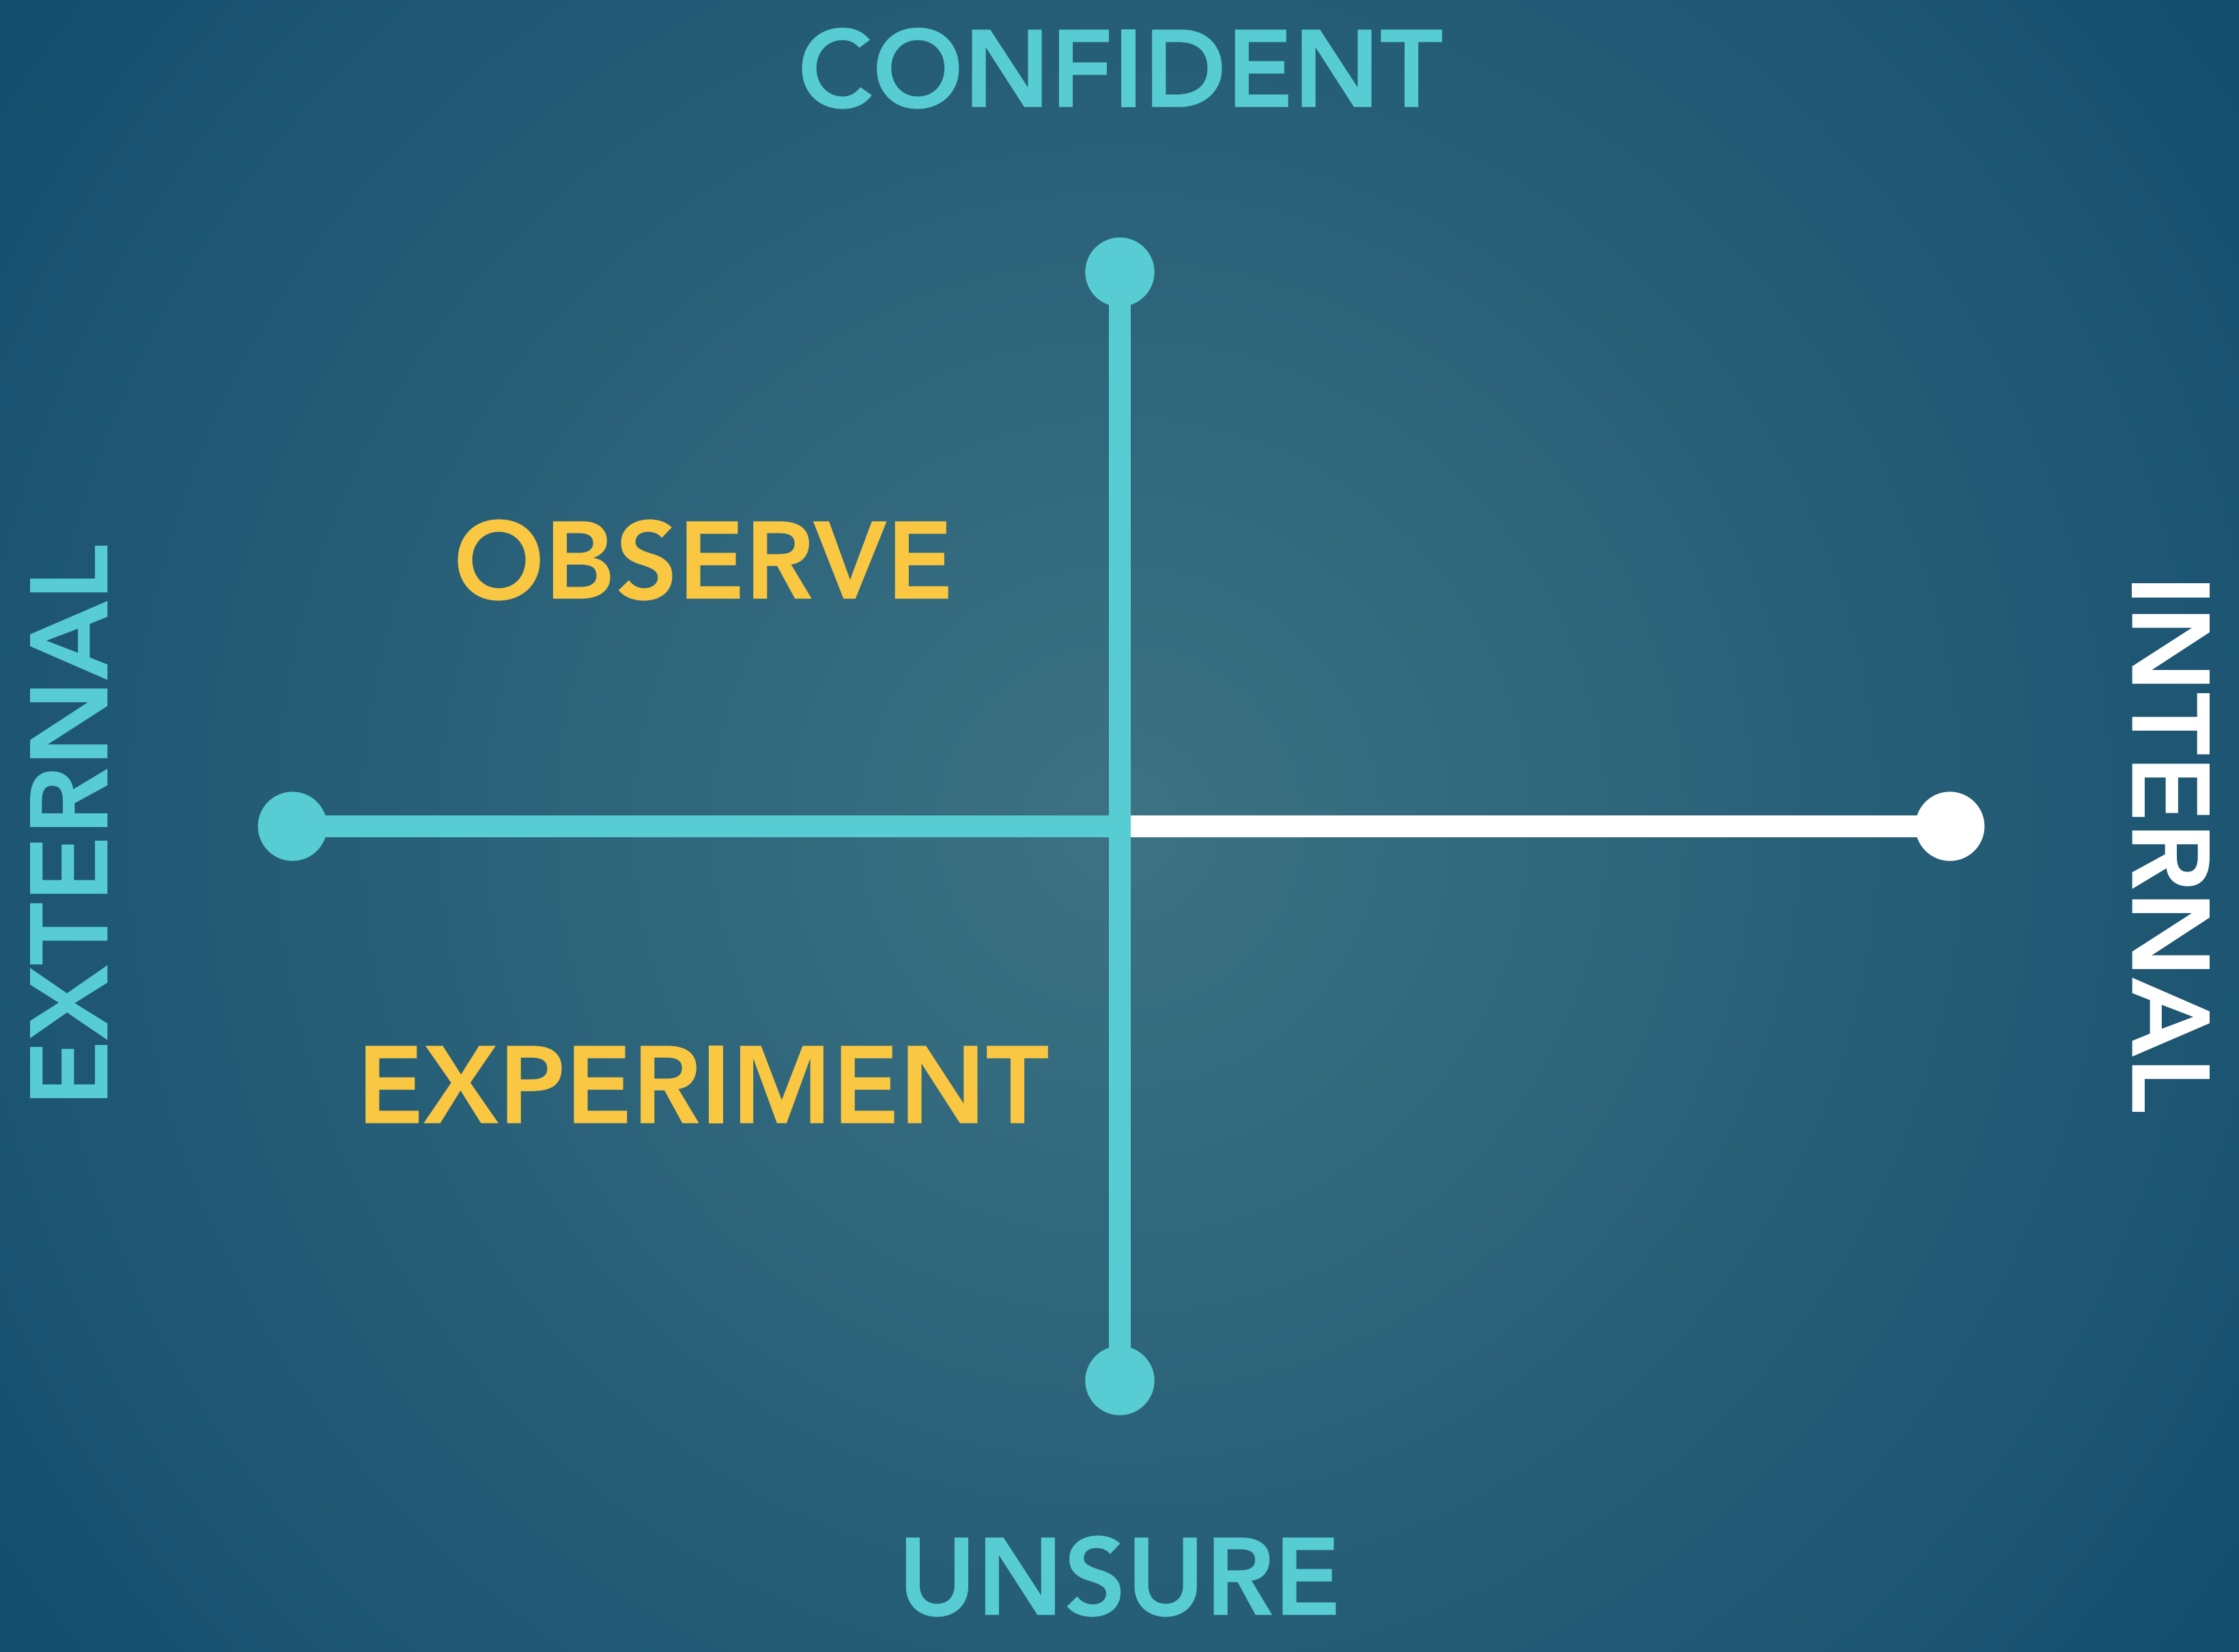 CONFIDENT
OBSERVE
EXTERNAL
INTERNAL
EXPERIMENT
UNSURE